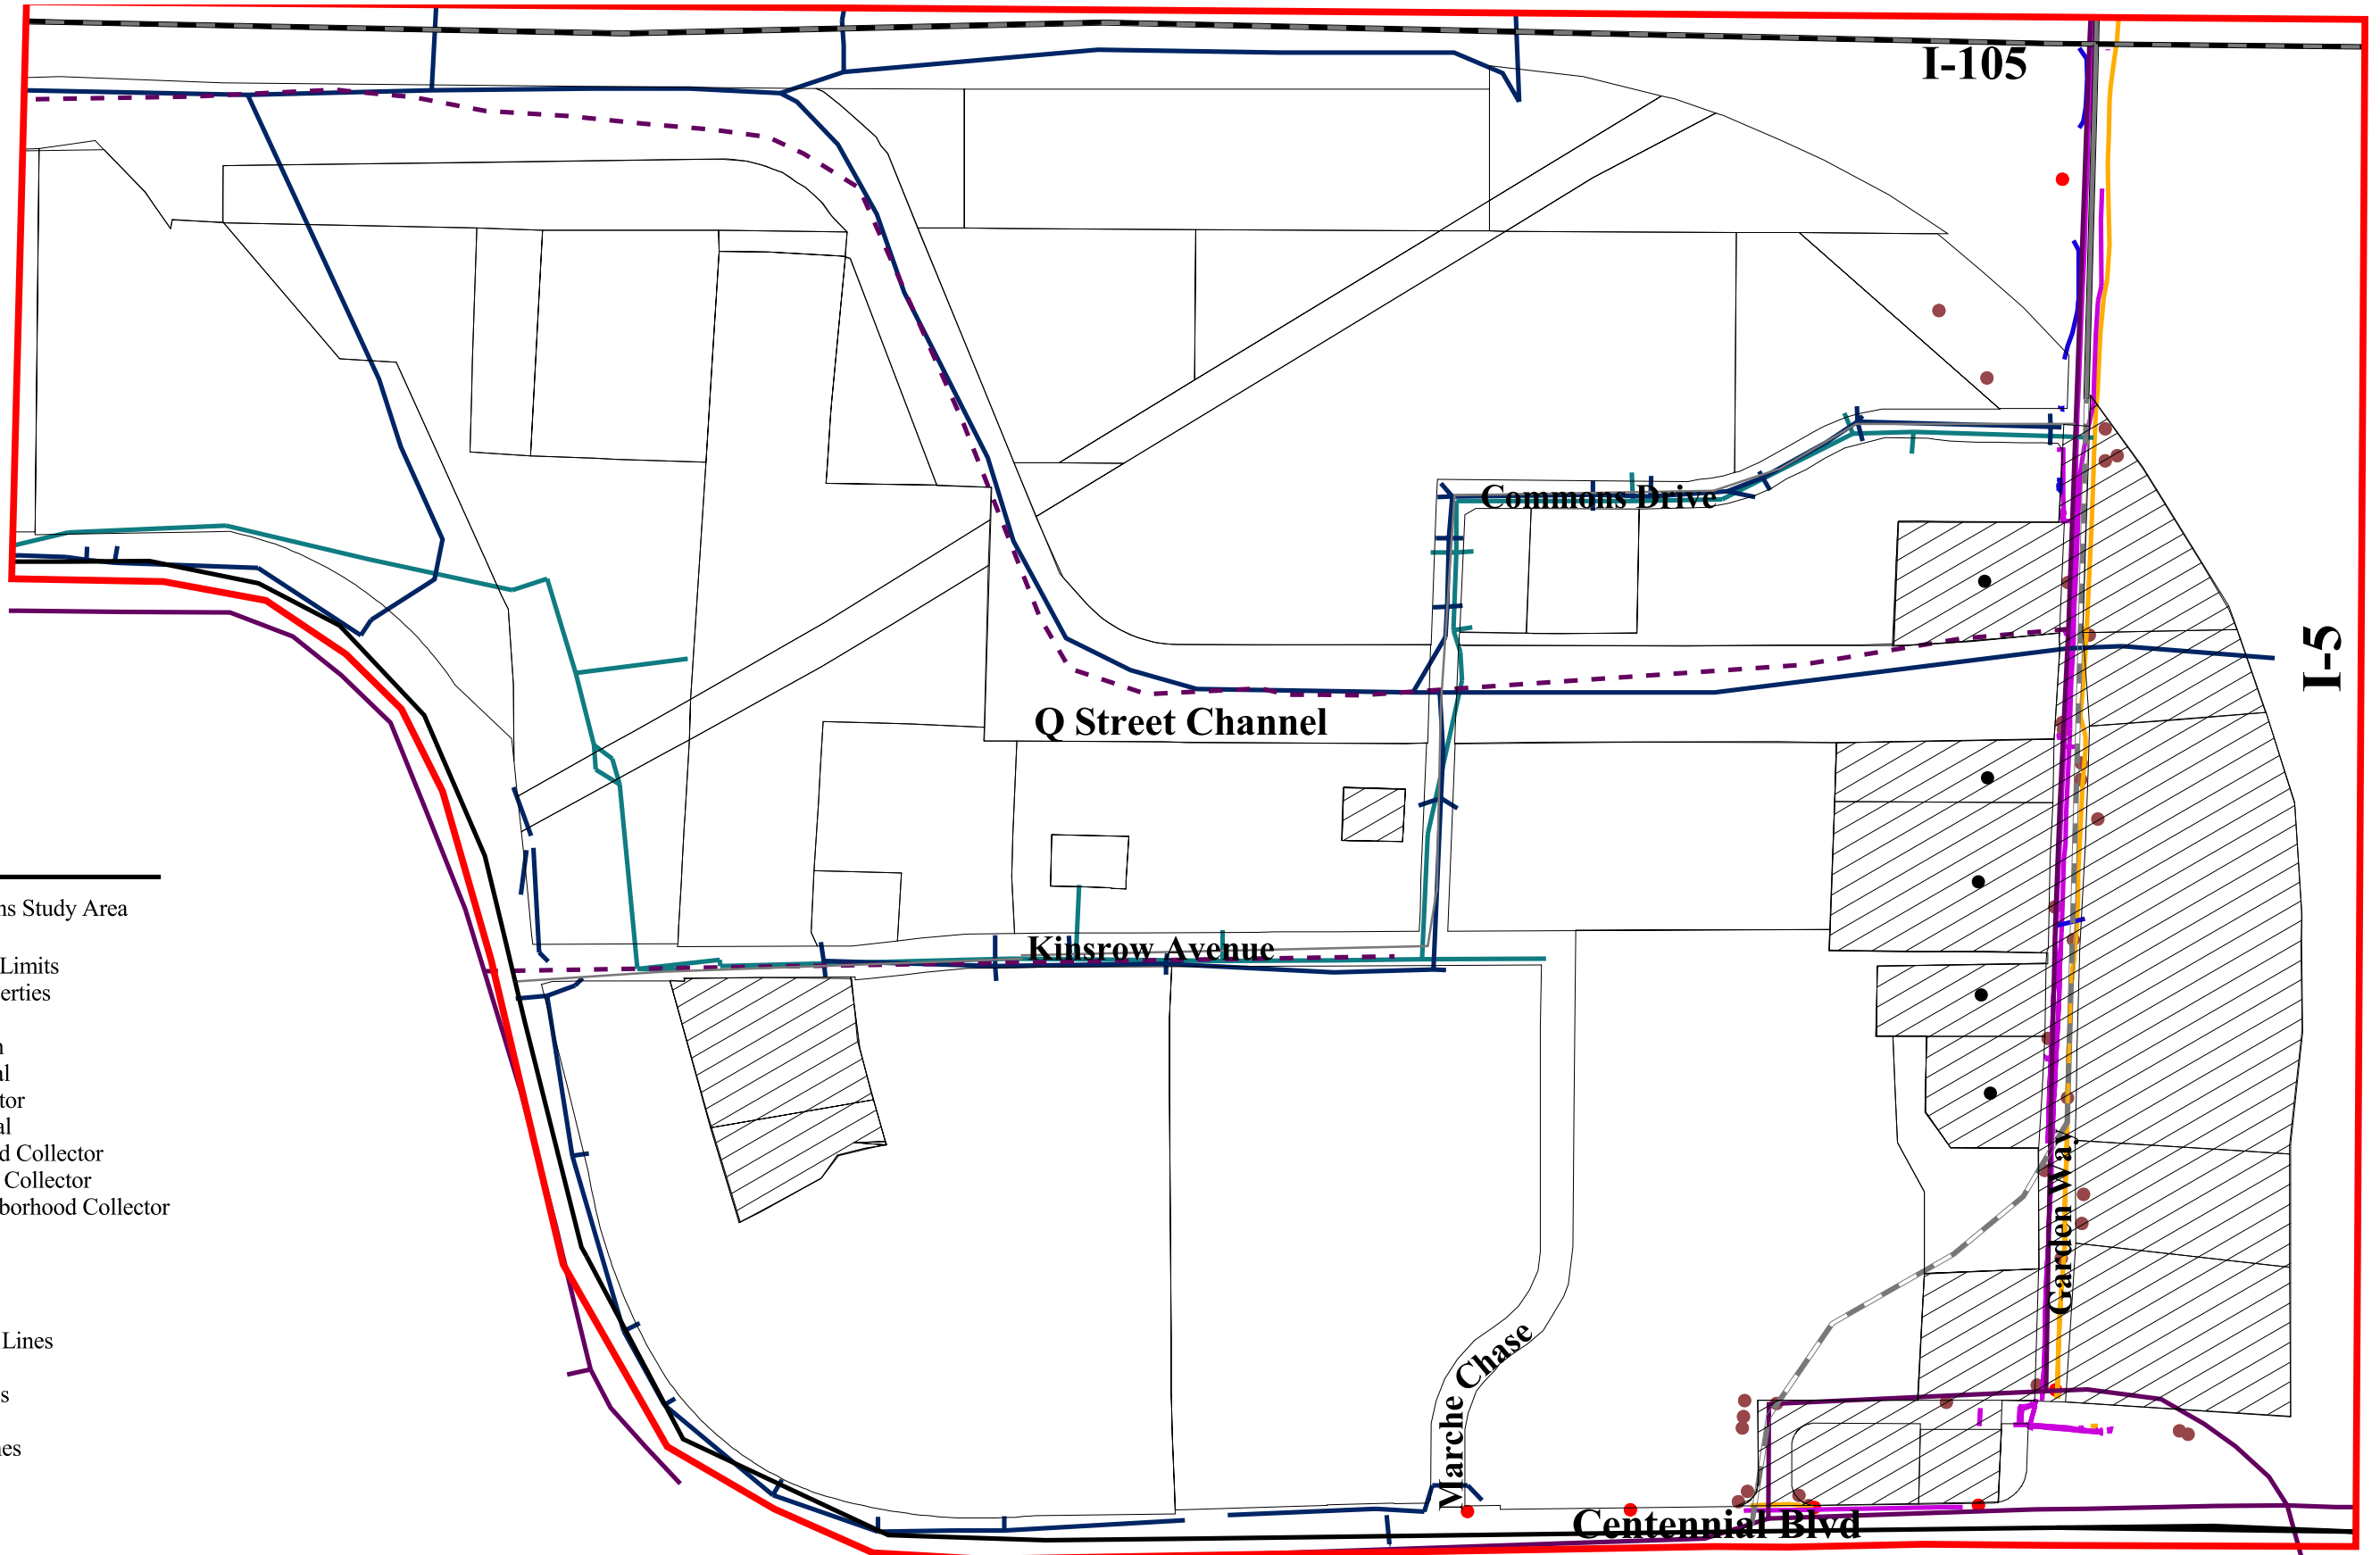 I-105
Commons Drive
I-5
Q Street Channel
ns Study Area
Kinsrow Avenue
Limits
erties
n
al
tor
al
d Collector
Collector
borhood Collector
Garden Way
Lines
Marche Chase
s
nes
Centennial Blvd